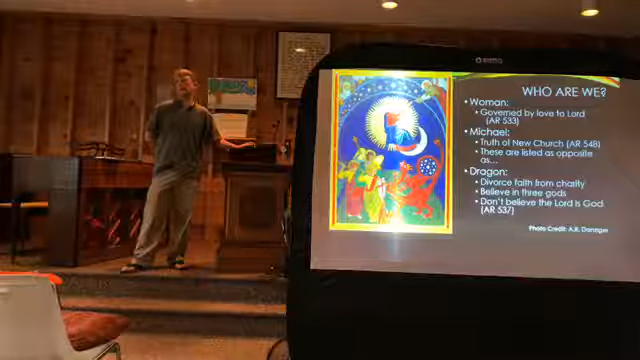 WHO ARE WE?
• Woman:
• Governed by love to Lord
(AR 533)
• Michael:
• Truth of New Church (AR 548)
• These are listed as opposite
as…
• Dragon:
• Divorce faith from charity
• Believe in three gods
• Don't believe the Lord is God
(AR 537)
Photo Credit: A.R.